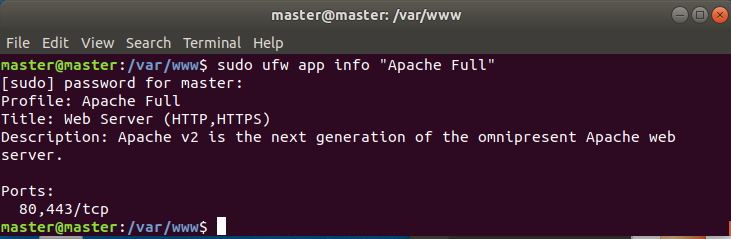 master@master: /var/www
File Edit View Search Terminal Help
master@master:/var/www$ sudo ufw app info "Apache Full"
[sudo] password for master:
Profile: Apache Full
Title: Web Server (HTTP,HTTPS)
Description: Apache v2 is the next generation of the omnipresent Apache web
server.
Ports:
  80,443/tcp
master@master:/var/www$